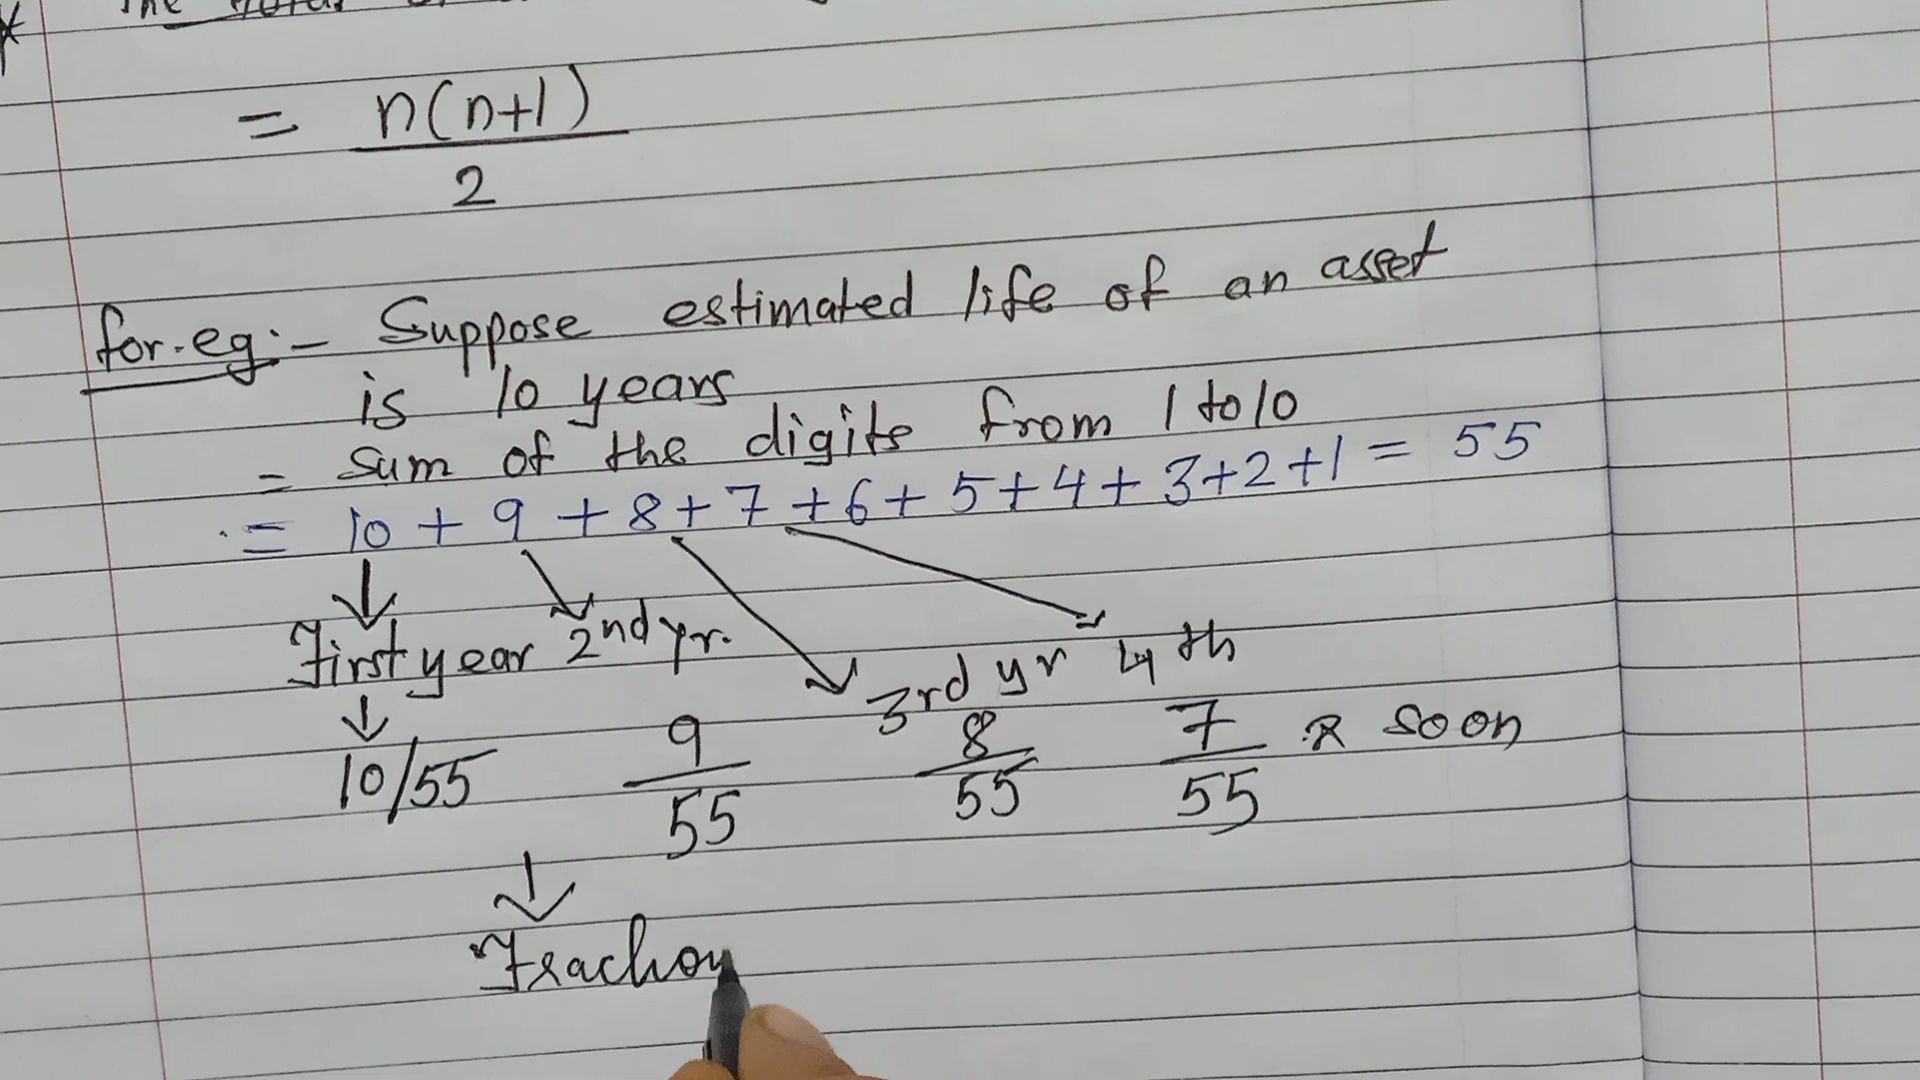 The
= n(n+1)
2
for.eg:- Suppose estimated life of an asset
is 10 years
= sum of the digits from 1 to 10
= 10 + 9 + 8 + 7 + 6 + 5 + 4 + 3 + 2 + 1 = 55
First year 2nd yr. 3rd yr 4th
10/55 9/55 8/55 7/55 & soon
Fraction